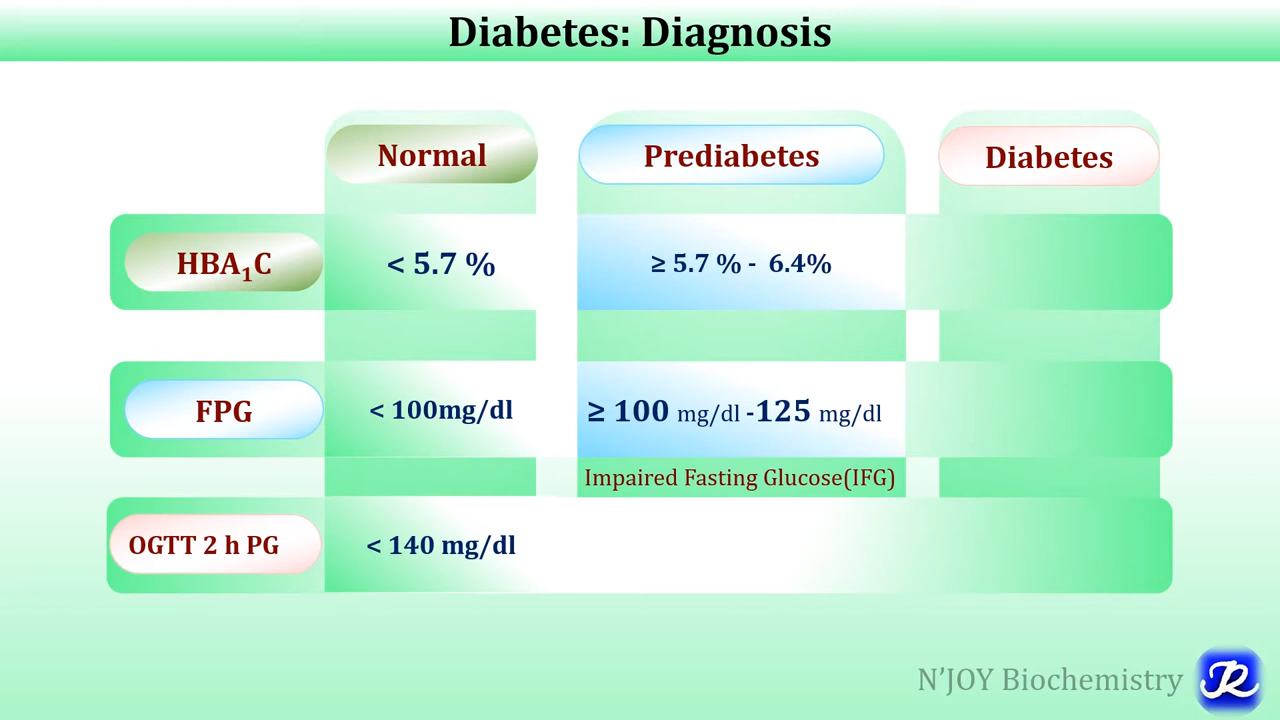 Diabetes: Diagnosis
Normal
Prediabetes
Diabetes
HBA₁C
< 5.7 %
≥ 5.7 % - 6.4%
FPG
< 100mg/dl
≥ 100 mg/dl -125 mg/dl
Impaired Fasting Glucose(IFG)
OGTT 2 h PG
< 140 mg/dl
N’JOY Biochemistry
JR